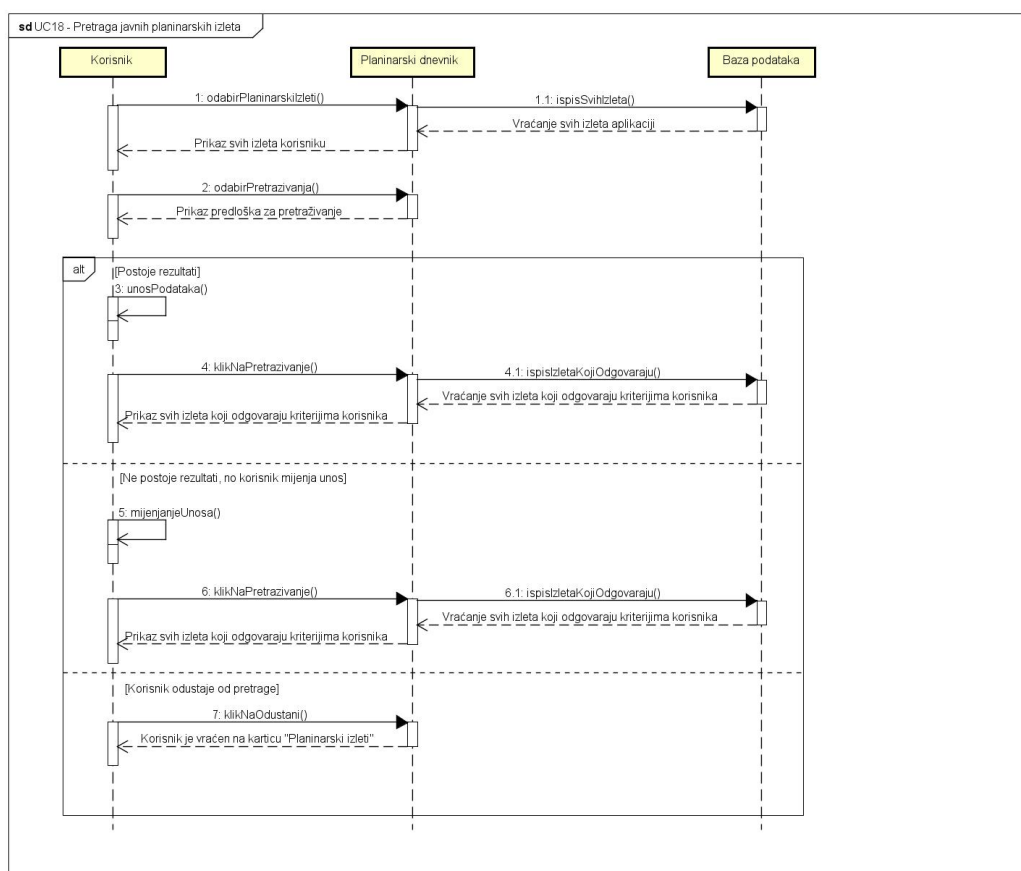 sd UC18 - Pretraga javnih planinarskih izleta
Korisnik
Planinarski dnevnik
Baza podataka
1: odabirPlaninarskiIzleti()
1.1: ispisSvihIzleta()
Vraćanje svih izleta aplikaciji
Prikaz svih izleta korisniku
2: odabirPretrazivanja()
Prikaz predloška za pretraživanje
alt
[Postoje rezultati]
3: unosPodataka()
4: klikNaPretrazivanje()
4.1: ispisIzletaKojiOdgovaraju()
Vraćanje svih izleta koji odgovaraju kriterijima korisnika
Prikaz svih izleta koji odgovaraju kriterijima korisnika
[Ne postoje rezultati, no korisnik mijenja unos]
5: mijenjanjeUnosa()
6: klikNaPretrazivanje()
6.1: ispisIzletaKojiOdgovaraju()
Vraćanje svih izleta koji odgovaraju kriterijima korisnika
Prikaz svih izleta koji odgovaraju kriterijima korisnika
[Korisnik odustaje od pretrage]
7: klikNaOdustani()
Korisnik je vraćen na karticu "Planinarski izleti"